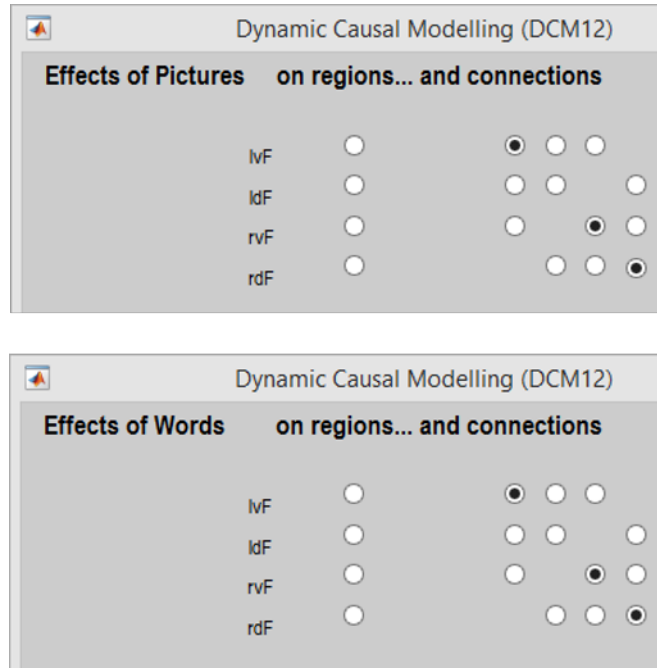 Dynamic Causal Modelling (DCM12)
Effects of Pictures on regions... and connections
lvF
ldF
rvF
rdF
Dynamic Causal Modelling (DCM12)
Effects of Words on regions... and connections
lvF
ldF
rvF
rdF